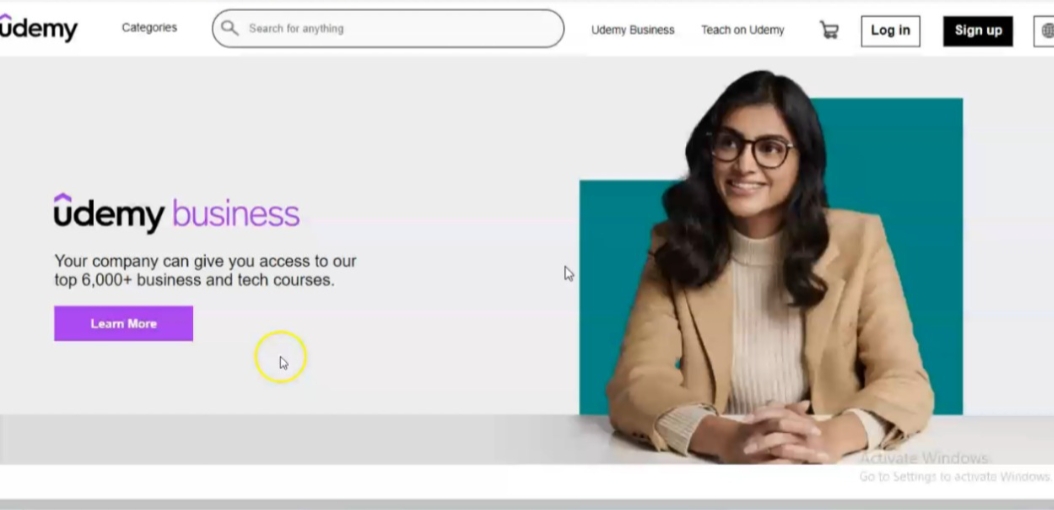 ûdemy
Categories
Search for anything
Udemy Business
Teach on Udemy
Log in
Sign up
ûdemy business
Your company can give you access to our
top 6,000+ business and tech courses.
Learn More
Activate Windows
Go to Settings to activate Windows.